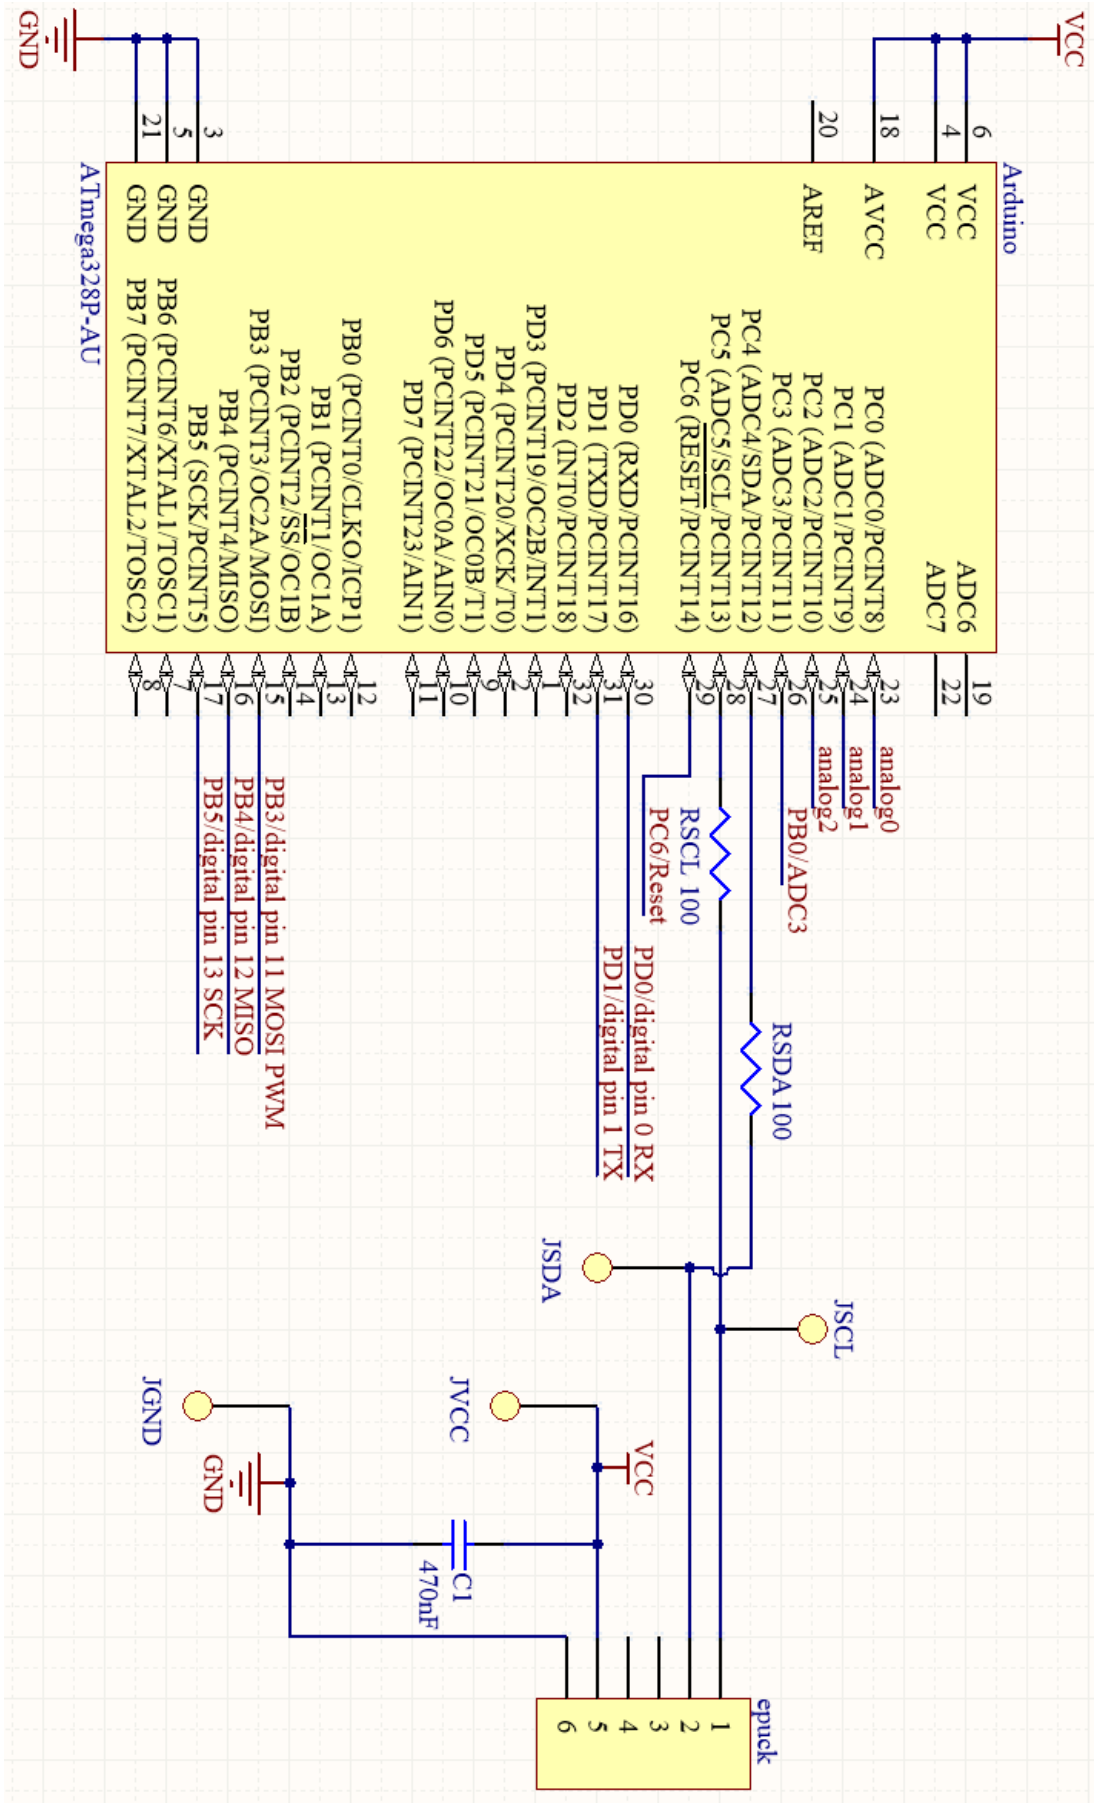 VCC
GND
Arduino
6
4
18
20
3
5
21
VCC
VCC
AVCC
AREF
GND
GND
GND
ATmega328P-AU
ADC6
ADC7
PC0 (ADC0/PCINT8)
PC1 (ADC1/PCINT9)
PC2 (ADC2/PCINT10)
PC3 (ADC3/PCINT11)
PC4 (ADC4/SDA/PCINT12)
PC5 (ADC5/SCL/PCINT13)
PC6 (RESET/PCINT14)
PD0 (RXD/PCINT16)
PD1 (TXD/PCINT17)
PD2 (INT0/PCINT18)
PD3 (PCINT19/OC2B/INT1)
PD4 (PCINT20/XCK/T0)
PD5 (PCINT21/OC0B/T1)
PD6 (PCINT22/OC0A/AIN0)
PD7 (PCINT23/AIN1)
PB0 (PCINT0/CLKO/ICP1)
PB1 (PCINT1/OC1A)
PB2 (PCINT2/SS/OC1B)
PB3 (PCINT3/OC2A/MOSI)
PB4 (PCINT4/MISO)
PB5 (SCK/PCINT5)
PB6 (PCINT6/XTAL1/TOSC1)
PB7 (PCINT7/XTAL2/TOSC2)
19
22
23
24
25
26
27
28
29
30
31
32
1
2
9
10
11
12
13
14
15
16
17
7
8
analog0
analog1
analog2
PB0/ADC3
RSCL 100
PC6/Reset
RSDA100
PD0/digital pin 0 RX
PD1/digital pin 1 TX
PB3/digital pin 11 MOSI PWM
PB4/digital pin 12 MISO
PB5/digital pin 13 SCK
JSCL
JSDA
JVCC
JGND
VCC
GND
C1
470nF
epuck
1
2
3
4
5
6